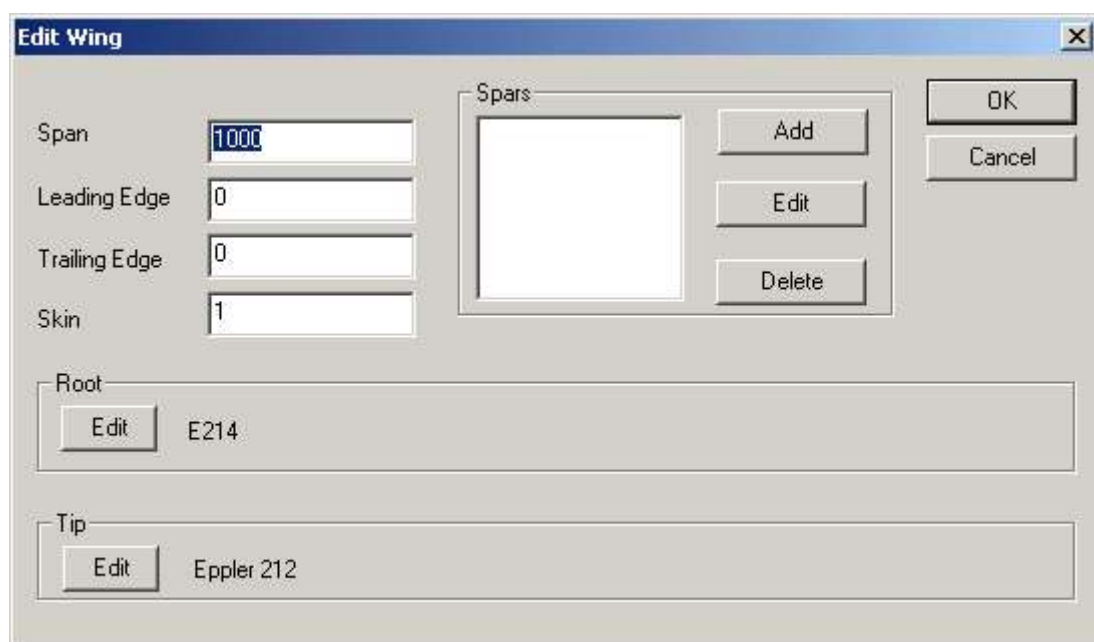 Edit Wing
Span
1000
Leading Edge
0
Trailing Edge
0
Skin
1
Spars
Add
Edit
Delete
OK
Cancel
Root
Edit
E214
Tip
Edit
Eppler 212